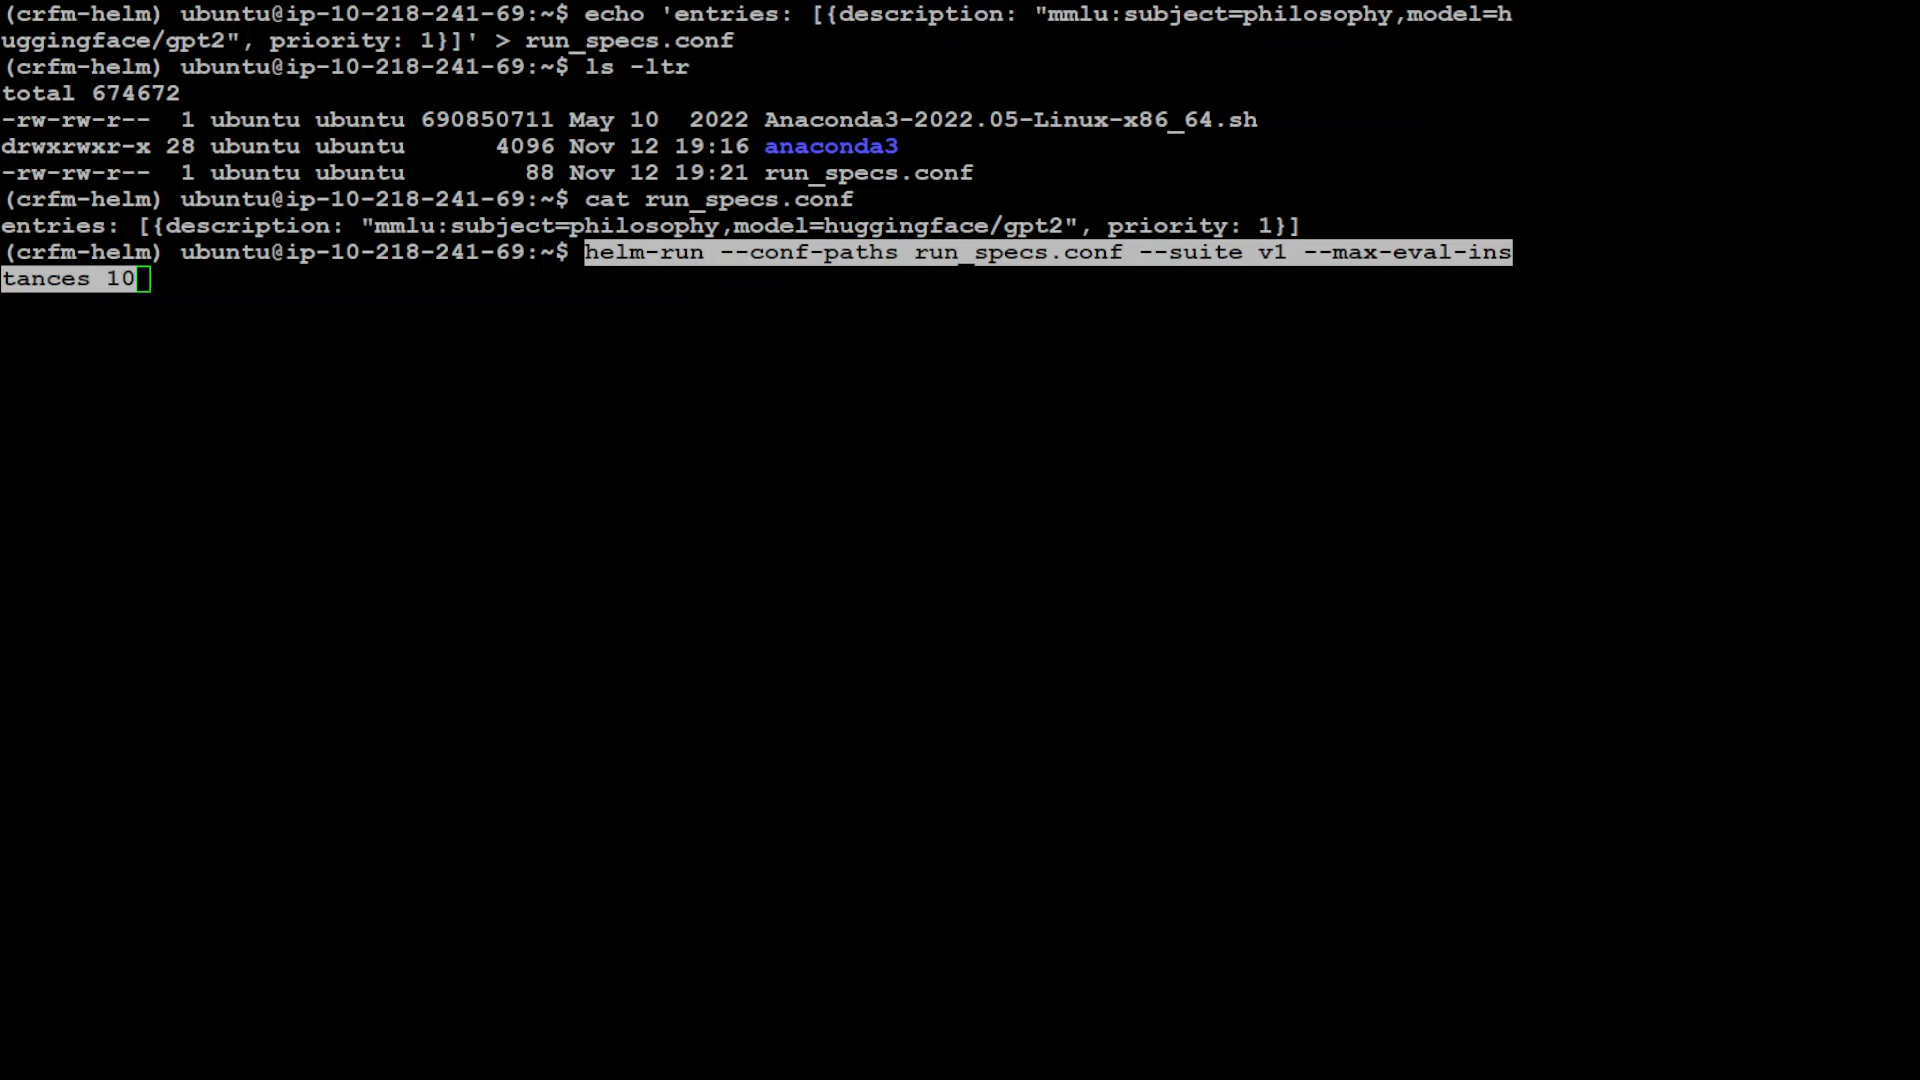 (crfm-helm) ubuntu@ip-10-218-241-69:~$ echo 'entries: [{description: "mmlu:subject=philosophy,model=h
uggingface/gpt2", priority: 1}]' > run_specs.conf
(crfm-helm) ubuntu@ip-10-218-241-69:~$ ls -ltr
total 674672
-rw-rw-r--  1 ubuntu ubuntu 690850711 May 10  2022 Anaconda3-2022.05-Linux-x86_64.sh
drwxrwxr-x 28 ubuntu ubuntu      4096 Nov 12 19:16 anaconda3
-rw-rw-r--  1 ubuntu ubuntu        88 Nov 12 19:21 run_specs.conf
(crfm-helm) ubuntu@ip-10-218-241-69:~$ cat run_specs.conf
entries: [{description: "mmlu:subject=philosophy,model=huggingface/gpt2", priority: 1}]
(crfm-helm) ubuntu@ip-10-218-241-69:~$ helm-run --conf-paths run_specs.conf --suite v1 --max-eval-ins
tances 10